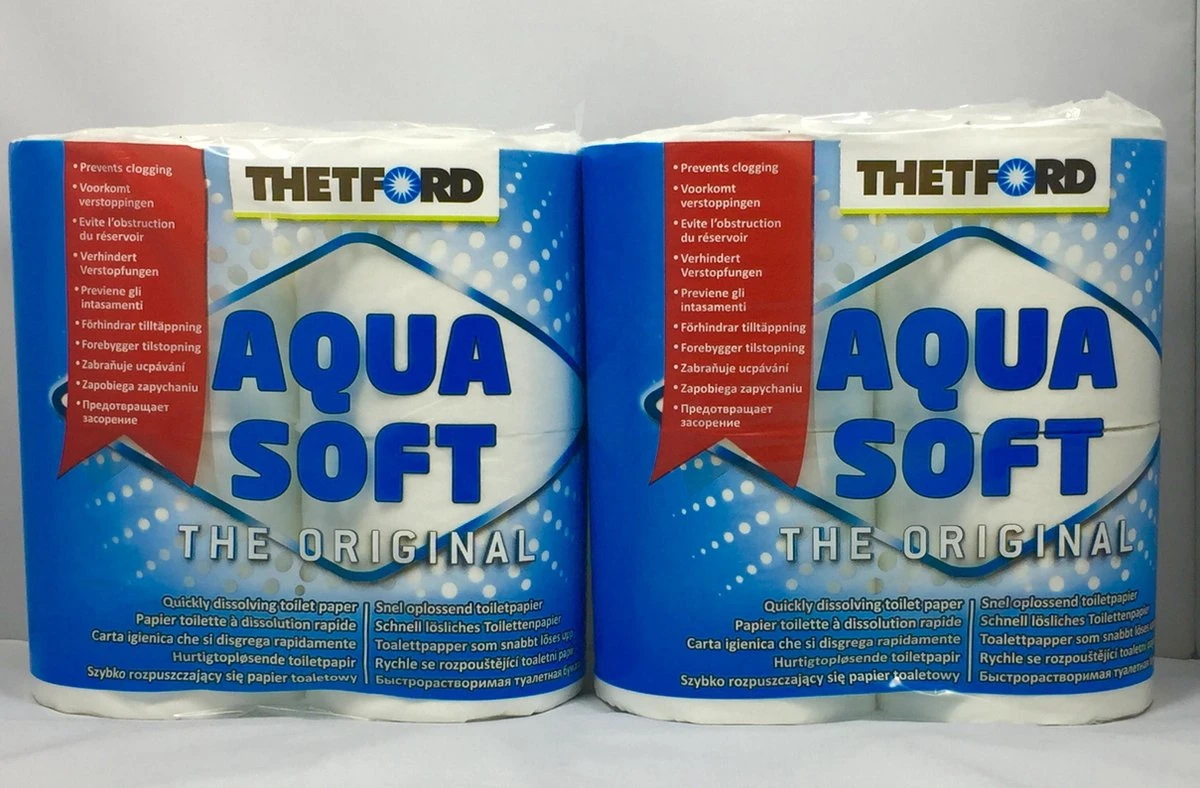 • Prevents clogging
• Voorkomt
verstoppingen
• Evite l'obstruction
du réservoir
• Verhindert
Verstopfungen
• Previene gli
intasamenti
• Förhindrar tilltäppning
• Forebygger tilstopning
• Zabraňuje ucpávání
• Zapobiega zapychaniu
• Предотвращает
засорение
THETFORD
AQUA
SOFT
THE ORIGINAL
Quickly dissolving toilet paper
Papier toilette à dissolution rapide
Carta igienica che si disgrega rapidamente
Hurtigtopløsende toiletpapir
Szybko rozpuszczający się papier toaletowy
Snel oplossend toiletpapier
Schnell lösliches Toilettenpapier
Toalettpapper som snabbt löses upp
Rychle se rozpouštějící toaletní papír
Быстрорастворимая туалетная
• Prevents clogging
• Voorkomt
verstoppingen
• Evite l'obstruction
du réservoir
• Verhindert
Verstopfungen
• Previene gli
intasamenti
• Förhindrar tilltäppning
• Forebygger tilstopning
• Zabraňuje ucpávání
• Zapobiega zapychaniu
• Предотвращает
засорение
THETFORD
AQUA
SOFT
THE ORIGINAL
Quickly dissolving toilet paper
Papier toilette à dissolution rapide
Carta igienica che si disgrega rapidamente
Hurtigtopløsende toiletpapir
Szybko rozpuszczający się papier toaletowy
Snel oplossend toiletpapier
Schnell lösliches Toilettenpapier
Toalettpapper som snabbt löses
Rychle se rozpouštějící toaletní
Быстрорастворимая туалетная